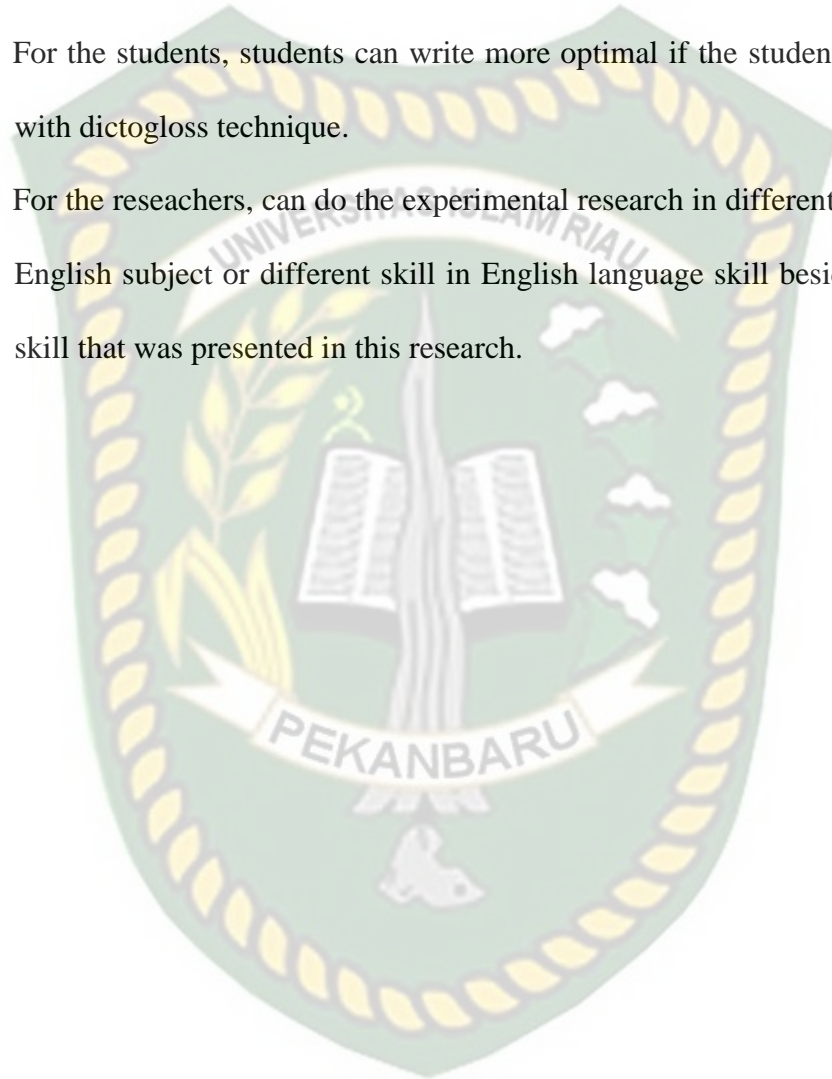 For the students, students can write more optimal if the studen
with dictogloss technique.
For the reseachers, can do the experimental research in different
English subject or different skill in English language skill besi
skill that was presented in this research.
UNIVERSITAS ISLAM RIAU
PEKANBARU